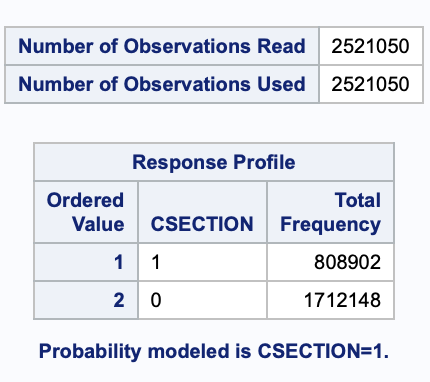 Number of Observations Read 2521050
Number of Observations Used 2521050
Response Profile
Ordered Value CSECTION Total Frequency
1 1 808902
2 0 1712148
Probability modeled is CSECTION=1.